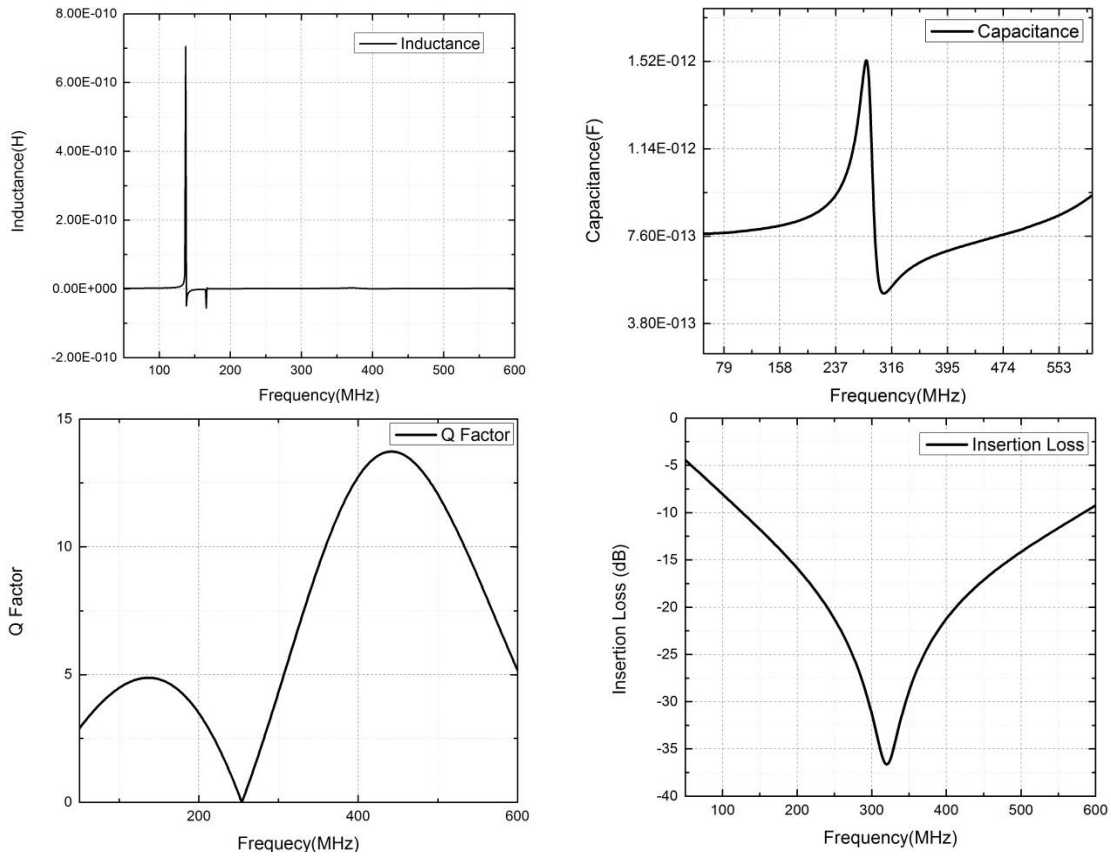 8.00E-010
6.00E-010
4.00E-010
2.00E-010
0.00E+000
-2.00E-010
Inductance(H)
Inductance
100 200 300 400 500 600
Frequency(MHz)
1.52E-012
1.14E-012
7.60E-013
3.80E-013
Capacitance(F)
Capacitance
79 158 237 316 395 474 553
Frequency(MHz)
15
10
5
0
Q Factor
Q Factor
200 400 600
Frequecy(MHz)
0
-5
-10
-15
-20
-25
-30
-35
-40
Insertion Loss (dB)
Insertion Loss
100 200 300 400 500 600
Frequency(MHz)